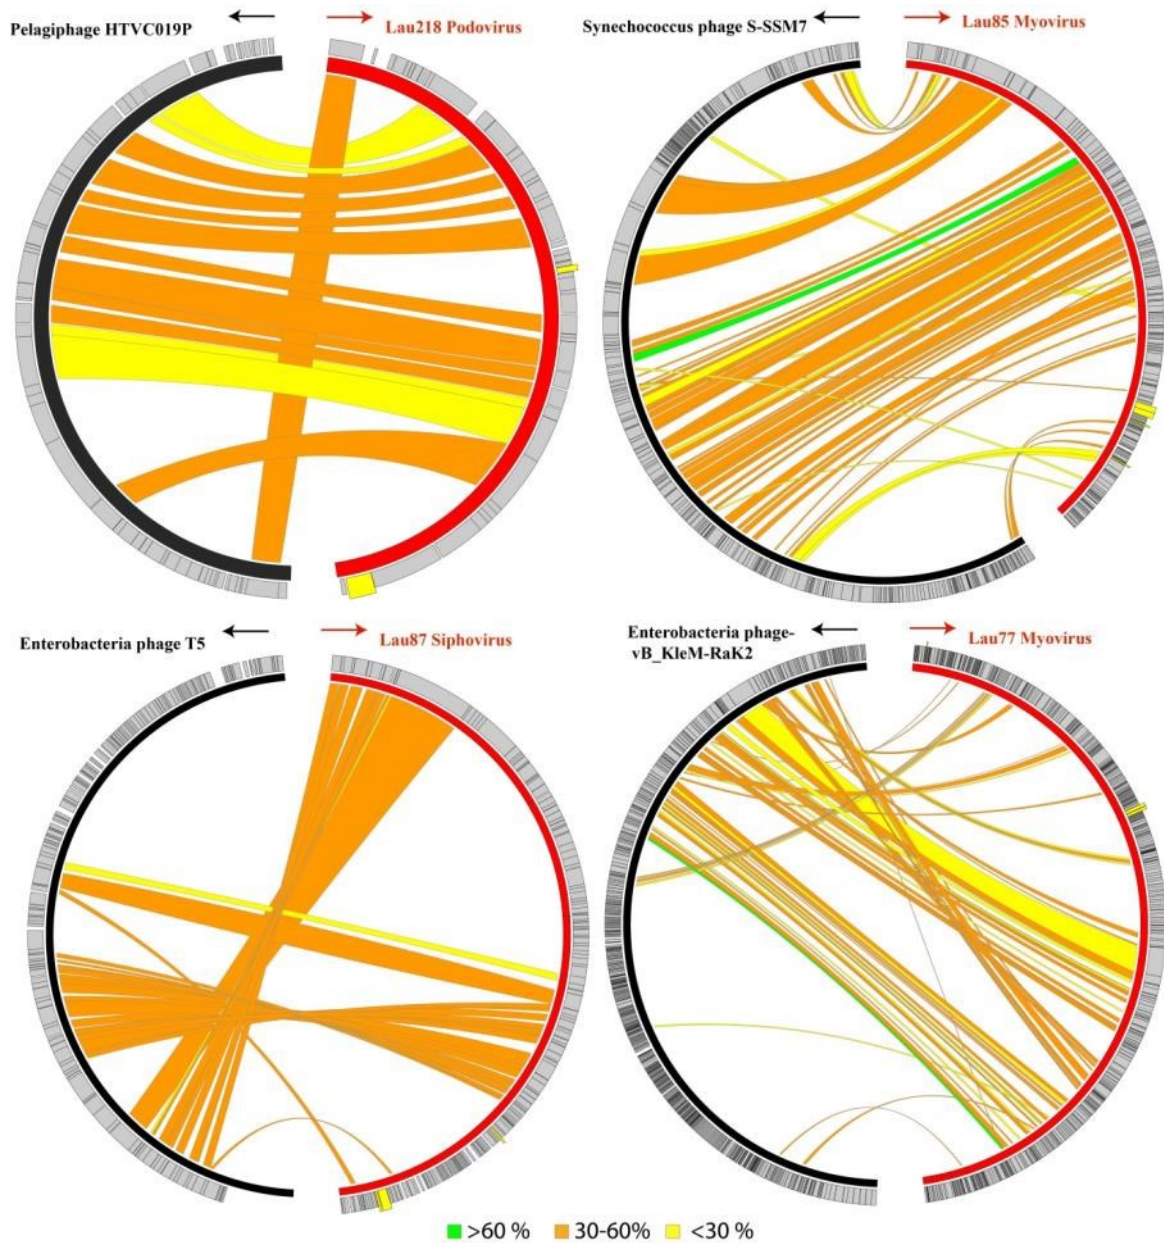 Pelagiphage HTVC019P
Lau218 Podovirus
Synechococcus phage S-SSM7
Lau85 Myovirus
Enterobacteria phage T5
Lau87 Siphovirus
Enterobacteria phage-
vB_KleM-RaK2
Lau77 Myovirus
>60 % 30-60% <30 %